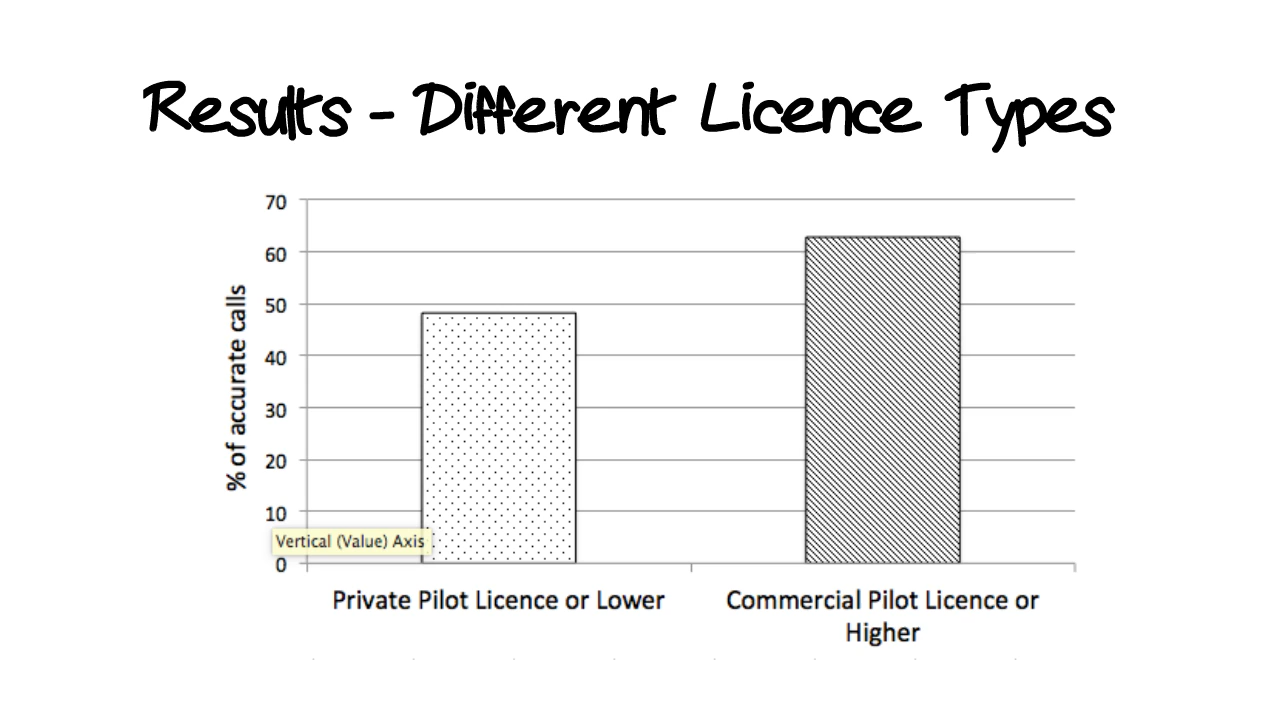 Results - Different Licence Types
70
60
50
40
30
20
10
0
% of accurate calls
Vertical (Value) Axis
Private Pilot Licence or Lower
Commercial Pilot Licence or
Higher